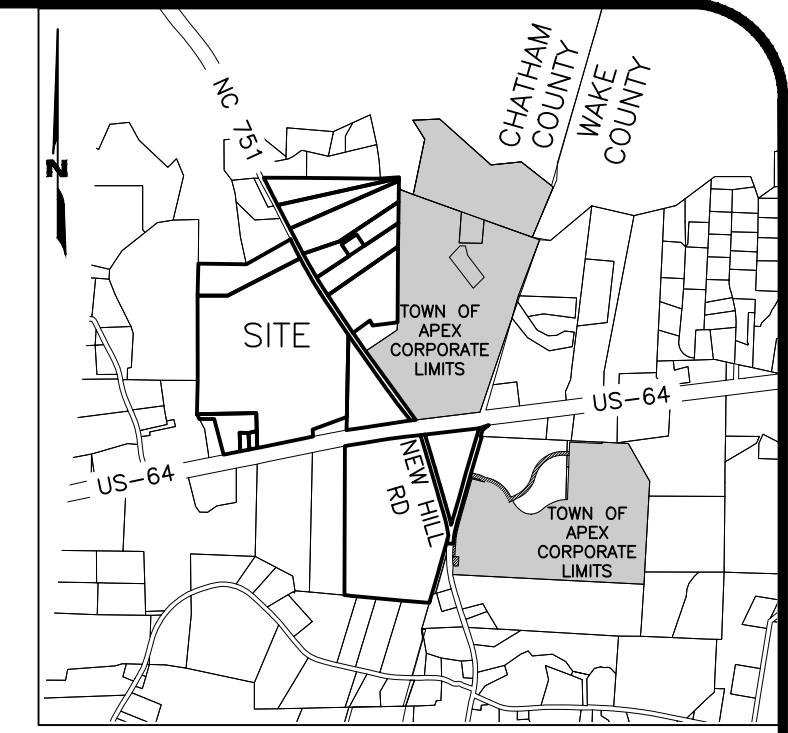 CHATHAM
COUNTY
WAKE
COUNTY
NC 751
N
TOWN OF
APEX
CORPORATE
LIMITS
SITE
US-64
US-64
NEW HILL
RD
TOWN OF
APEX
CORPORATE
LIMITS